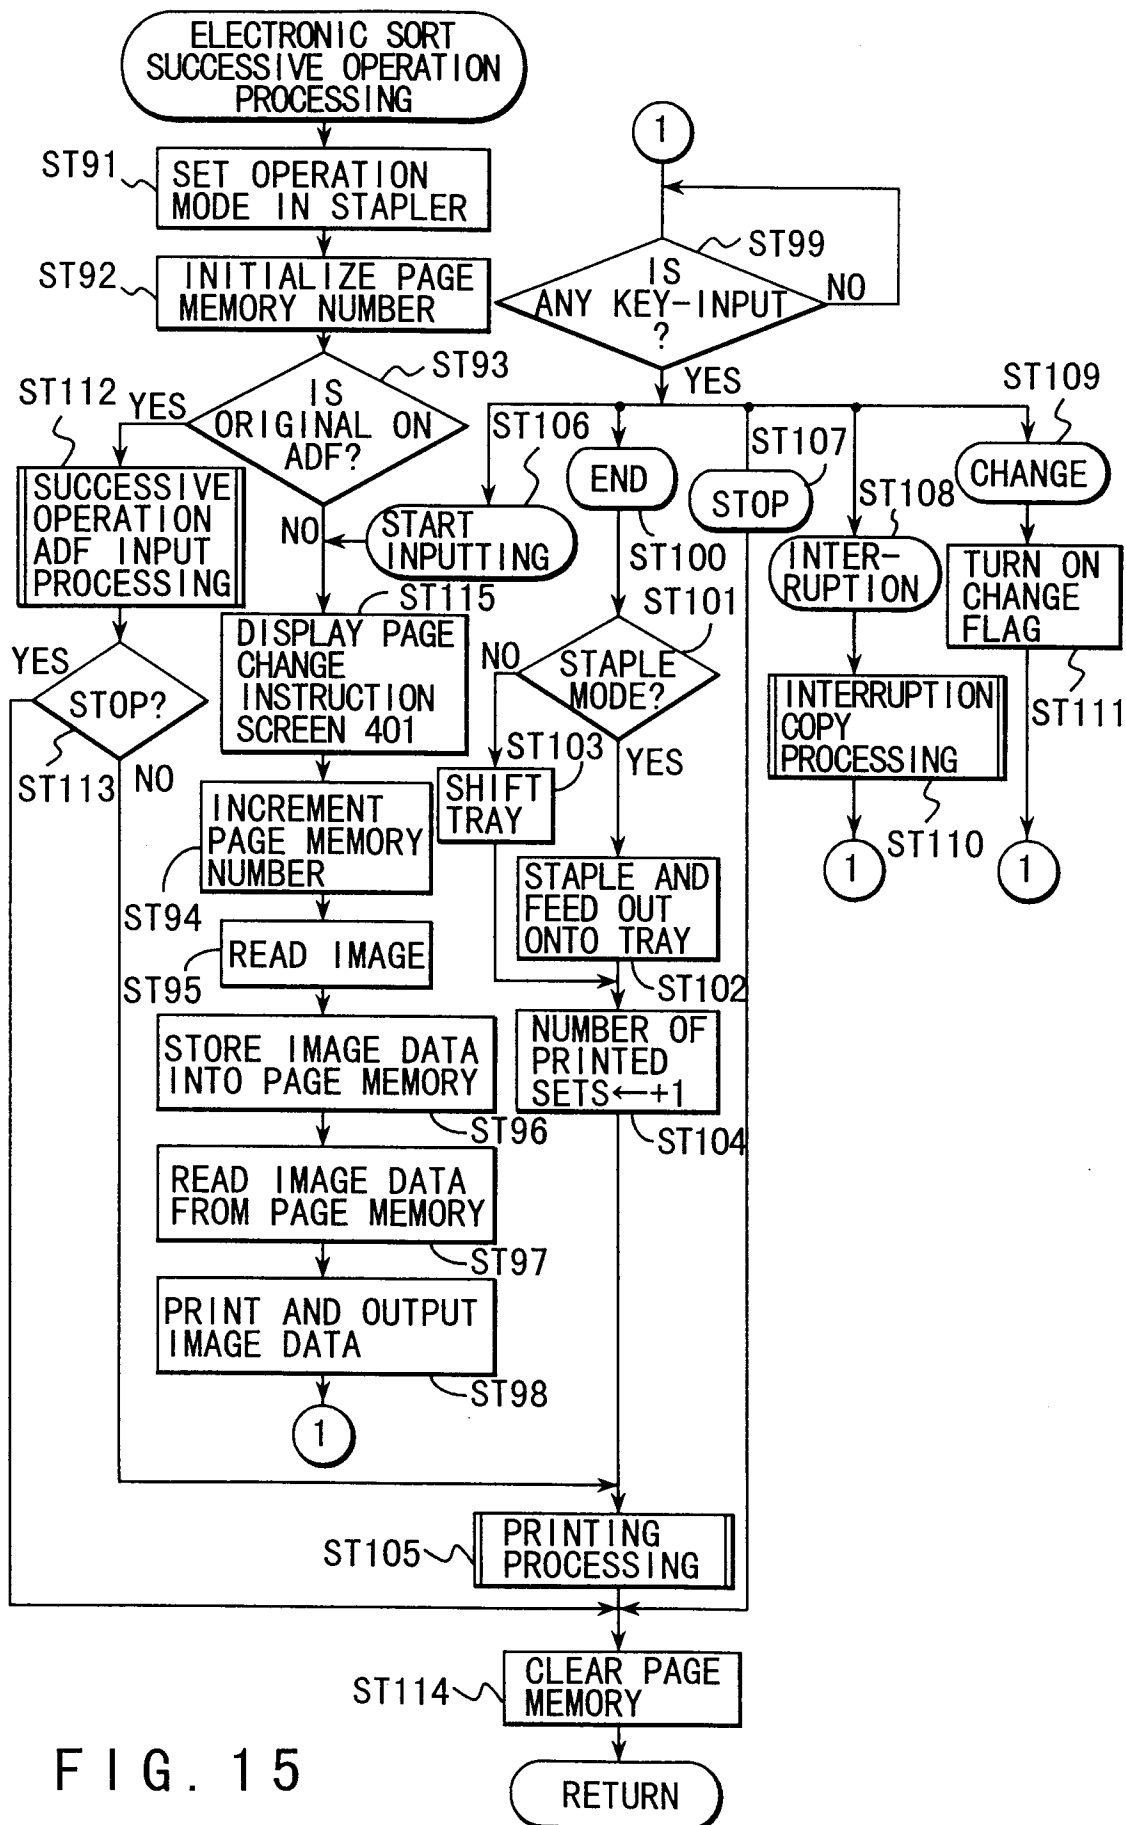 ELECTRONIC SORT
SUCCESSIVE OPERATION
PROCESSING
ST91
SET OPERATION
MODE IN STAPLER
ST92
INITIALIZE PAGE
MEMORY NUMBER
ST93
IS
ORIGINAL ON
ADF?
YES
NO
ST112
SUCCESSIVE
OPERATION
ADF INPUT
PROCESSING
YES
STOP?
ST113
NO
ST106
START
INPUTTING
ST115
DISPLAY PAGE
CHANGE
INSTRUCTION
SCREEN 401
INCREMENT
PAGE MEMORY
NUMBER
ST94
READ IMAGE
ST95
STORE IMAGE DATA
INTO PAGE MEMORY
ST96
READ IMAGE DATA
FROM PAGE MEMORY
ST97
PRINT AND OUTPUT
IMAGE DATA
ST98
1
1
ST99
IS
ANY KEY-INPUT
?
NO
YES
END
ST100
ST101
STAPLE
MODE?
NO
YES
ST103
SHIFT
TRAY
STAPLE AND
FEED OUT
ONTO TRAY
ST102
NUMBER OF
PRINTED
SETS←+1
ST104
ST107
STOP
ST108
INTER-
RUPTION
INTERRUPTION
COPY
PROCESSING
ST110
1
ST109
CHANGE
TURN ON
CHANGE
FLAG
ST111
1
ST105
PRINTING
PROCESSING
ST114
CLEAR PAGE
MEMORY
RETURN
FIG. 15